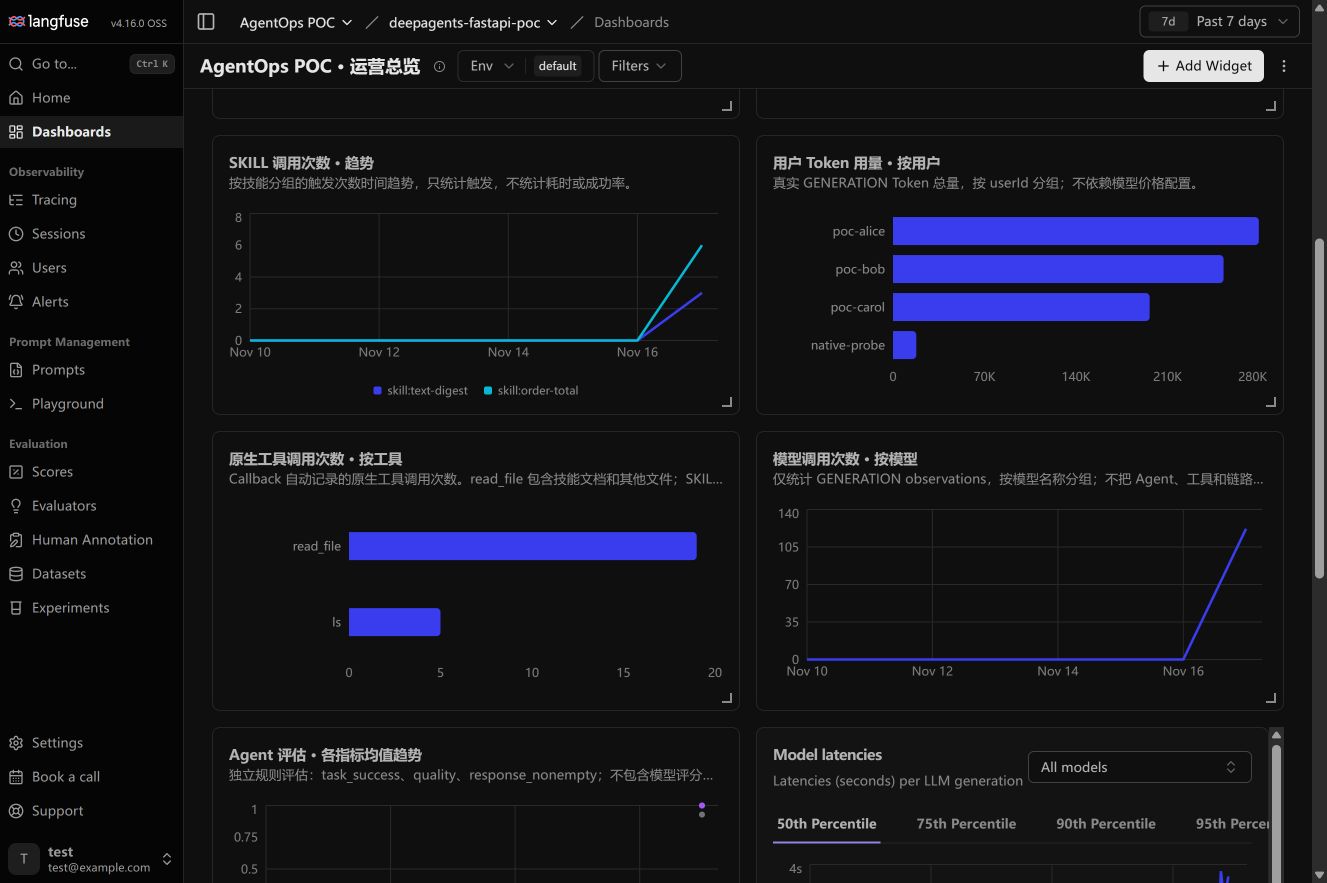 langfuse
v4.16.0 OSS
AgentOps POC
deepagents-fastapi-poc
Dashboards
7d
Past 7 days
Go to...
Ctrl K
Home
Dashboards
Observability
Tracing
Sessions
Users
Alerts
Prompt Management
Prompts
Playground
Evaluation
Scores
Evaluators
Human Annotation
Datasets
Experiments
Settings
Book a call
Support
T
test
test@example.com
AgentOps POC • 运营总览
Env
default
Filters
+ Add Widget
SKILL 调用次数 • 趋势
按技能分组的触发次数时间趋势，只统计触发，不统计耗时或成功率。
8
6
4
2
0
Nov 10
Nov 12
Nov 14
Nov 16
skill:text-digest
skill:order-total
用户 Token 用量 • 按用户
真实 GENERATION Token 总量，按 userId 分组；不依赖模型价格配置。
poc-alice
poc-bob
poc-carol
native-probe
0
70K
140K
210K
280K
原生工具调用次数 • 按工具
Callback 自动记录的原生工具调用次数。read_file 包含技能文档和其他文件；SKIL...
read_file
ls
0
5
10
15
20
模型调用次数 • 按模型
仅统计 GENERATION observations，按模型名称分组；不把 Agent、工具和链路...
140
105
70
35
0
Nov 10
Nov 12
Nov 14
Nov 16
Agent 评估 • 各指标均值趋势
独立规则评估：task_success、quality、response_nonempty；不包含模型评分...
1
0.75
0.5
Model latencies
Latencies (seconds) per LLM generation
All models
50th Percentile
75th Percentile
90th Percentile
95th Percen
4s